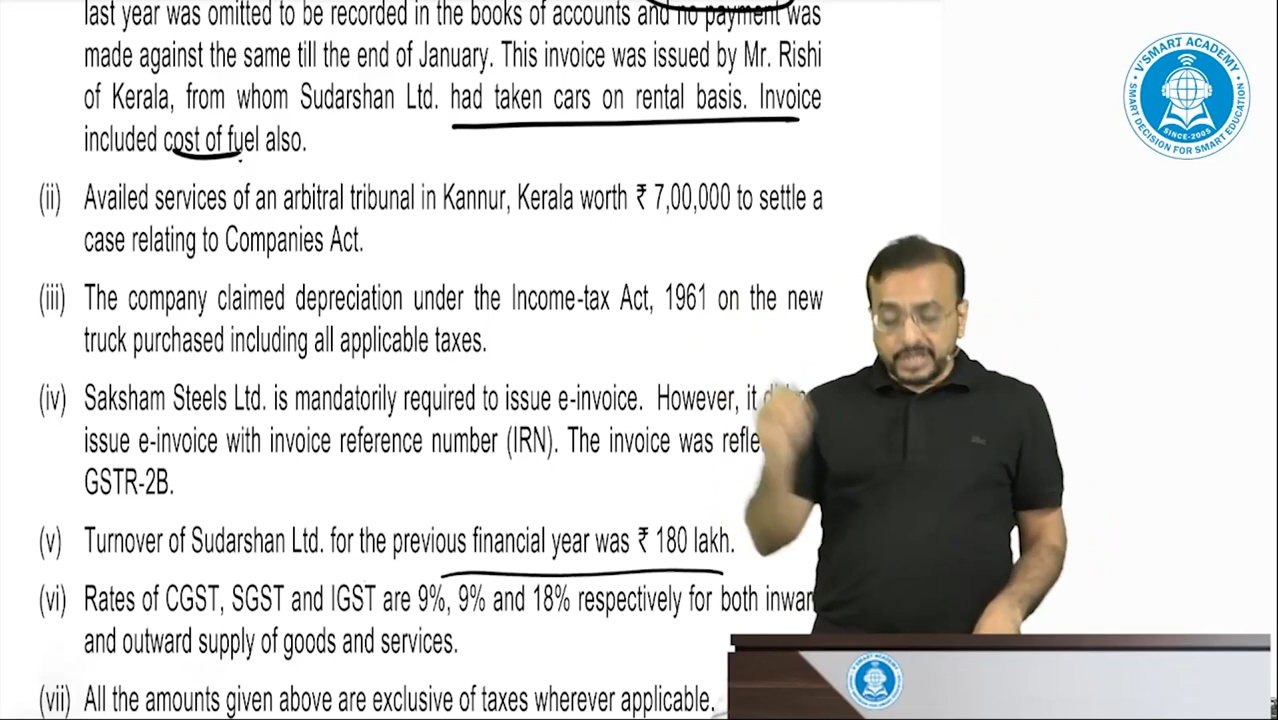 last year was omitted to be recorded in the books of accounts and no payment was
made against the same till the end of January. This invoice was issued by Mr. Rishi
of Kerala, from whom Sudarshan Ltd. had taken cars on rental basis. Invoice
included cost of fuel also.
(ii) Availed services of an arbitral tribunal in Kannur, Kerala worth ₹ 7,00,000 to settle a
case relating to Companies Act.
(iii) The company claimed depreciation under the Income-tax Act, 1961 on the new
truck purchased including all applicable taxes.
(iv) Saksham Steels Ltd. is mandatorily required to issue e-invoice. However, it
issue e-invoice with invoice reference number (IRN). The invoice was
GSTR-2B.
(v) Turnover of Sudarshan Ltd. for the previous financial year was ₹ 180 lakh.
(vi) Rates of CGST, SGST and IGST are 9%, 9% and 18% respectively for both
and outward supply of goods and services.
(vii) All the amounts given above are exclusive of taxes wherever applicable.
V'SMART ACADEMY
SMART DECISION FOR SMART EDUCATION
SINCE-2005